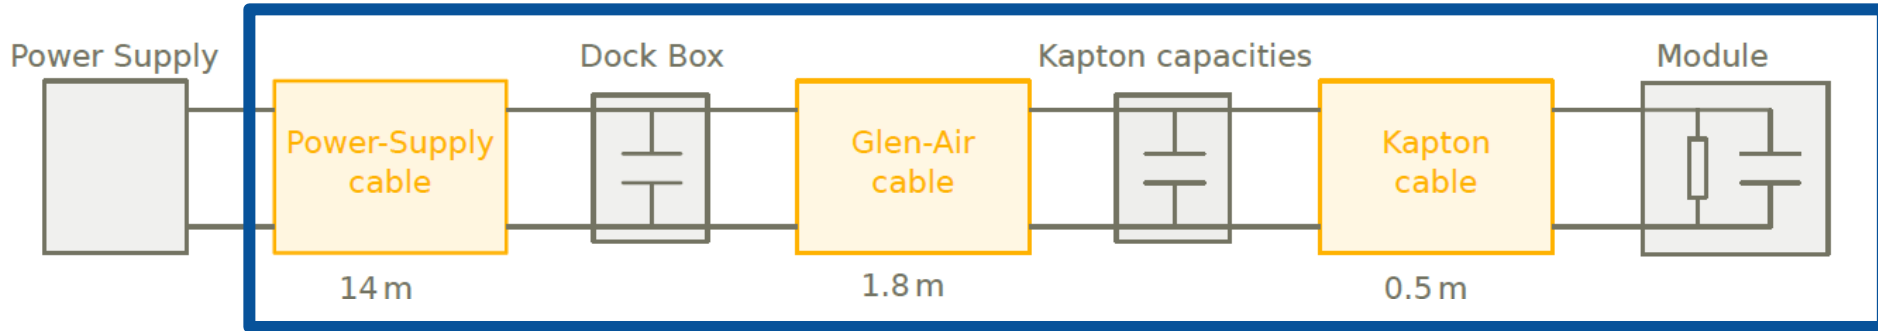 Power Supply
Dock Box
Kapton capacities
Module
Power-Supply
cable
Glen-Air
cable
Kapton
cable
14 m
1.8 m
0.5 m